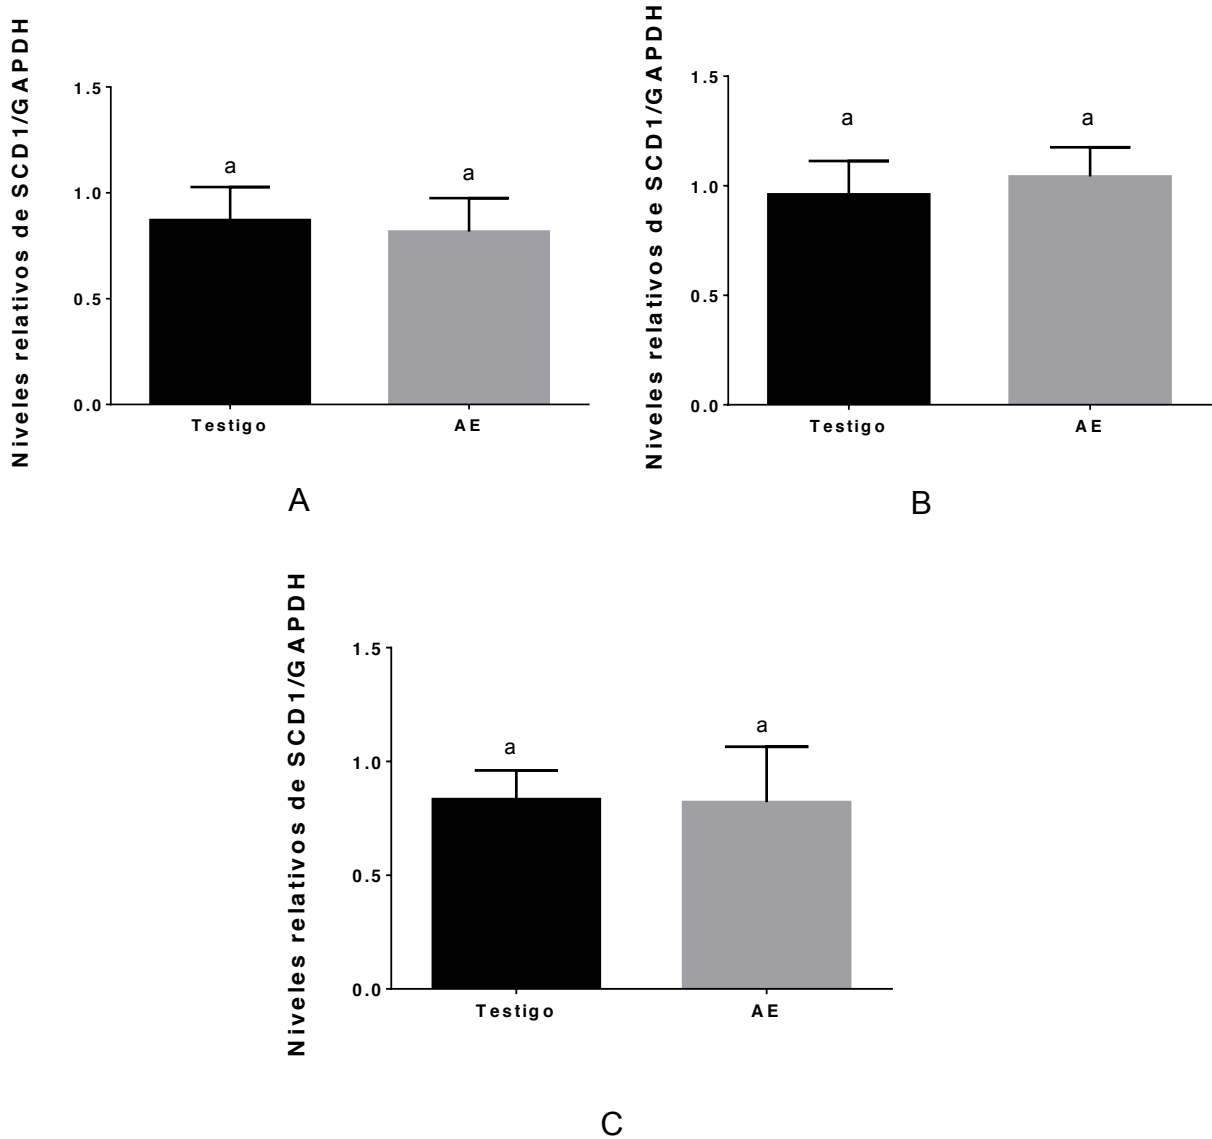 Niveles relativos de SCD1/GAPDH
1.5
1.0
0.5
0.0
a
a
Testigo
AE
A
Niveles relativos de SCD1/GAPDH
1.5
1.0
0.5
0.0
a
a
Testigo
AE
B
Niveles relativos de SCD1/GAPDH
1.5
1.0
0.5
0.0
a
a
Testigo
AE
C